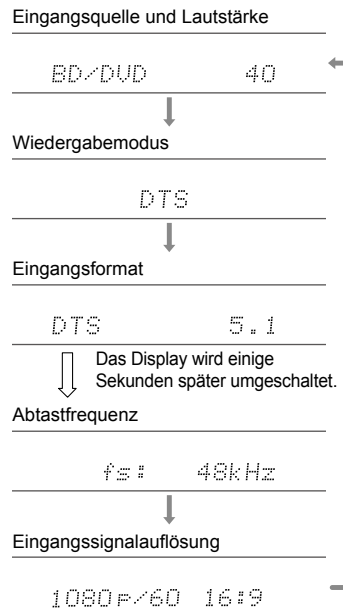 Eingangsquelle und Lautstärke
BD/DVD 40
Wiedergabemodus
DTS
Eingangsformat
DTS 5.1
Das Display wird einige
Sekunden später umgeschaltet.
Abtastfrequenz
fs: 48kHz
Eingangssignalauflösung
1080p/60 16:9